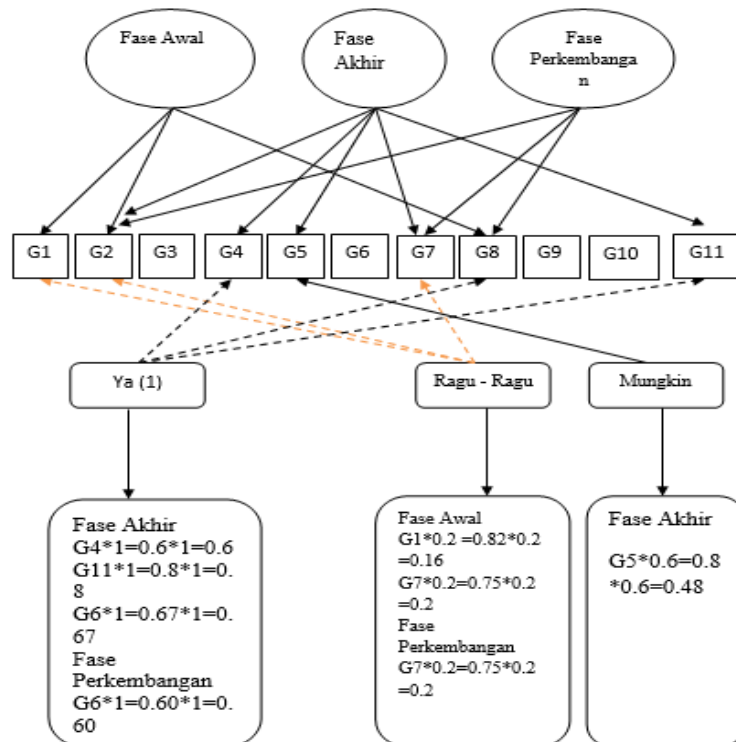 Fase Awal
Fase
Akhir
Fase
Perkembanga
n
G1 G2 G3 G4 G5 G6 G7 G8 G9 G10 G11
Ya (1)
Ragu - Ragu
Mungkin
Fase Akhir
G4*1=0.6*1=0.6
G11*1=0.8*1=0.
8
G6*1=0.67*1=0.
67
Fase
Perkembangan
G6*1=0.60*1=0.
60
Fase Awal
G1*0.2 =0.82*0.2
=0.16
G7*0.2=0.75*0.2
=0.2
Fase
Perkembangan
G7*0.2=0.75*0.2
=0.2
Fase Akhir
G5*0.6=0.8
*0.6=0.48